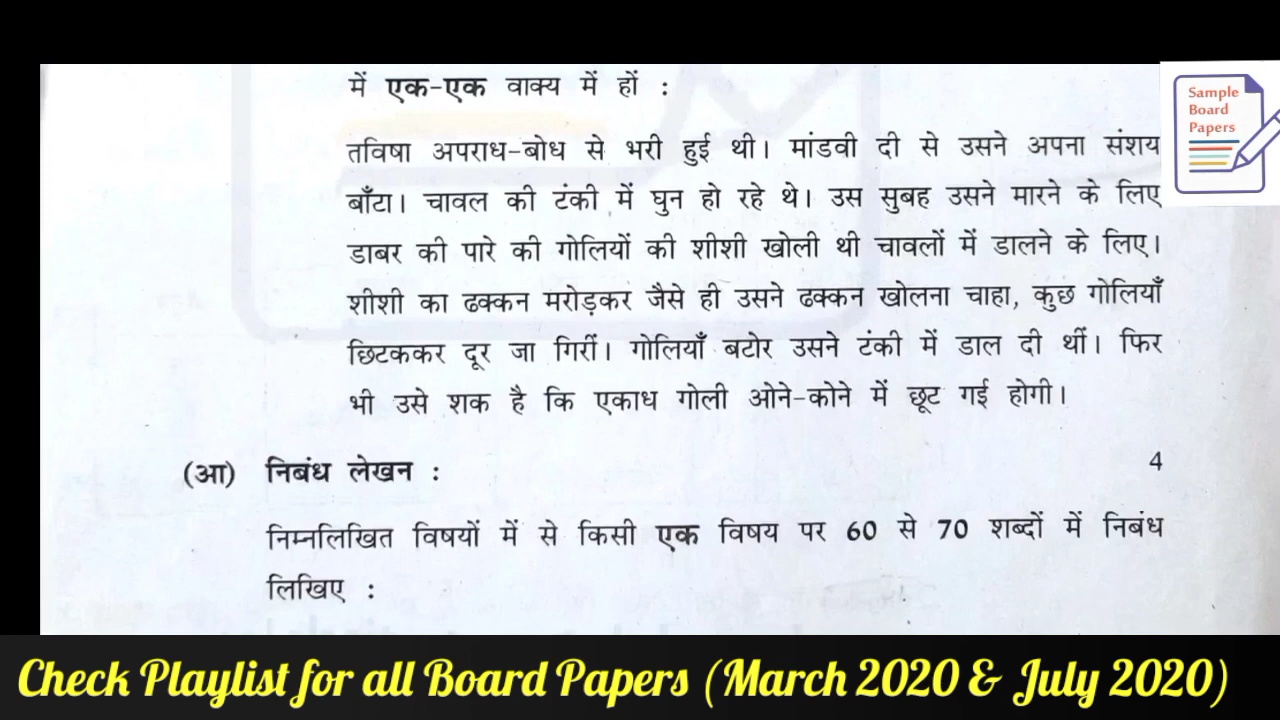 में एक-एक वाक्य में हों :
Sample
Board
Papers
तविषा अपराध-बोध से भरी हुई थी। मांडवी दी से उसने अपना संशय
बाँटा। चावल की टंकी में घुन हो रहे थे। उस सुबह उसने मारने के लिए
डाबर की पारे की गोलियों की शीशी खोली थी चावलों में डालने के लिए।
शीशी का ढक्कन मरोड़कर जैसे ही उसने ढक्कन खोलना चाहा, कुछ गोलियाँ
छिटककर दूर जा गिरीं। गोलियाँ बटोर उसने टंकी में डाल दी थीं। फिर
भी उसे शक है कि एकाध गोली ओने-कोने में छूट गई होगी।
(आ) निबंध लेखन : 4
निम्नलिखित विषयों में से किसी एक विषय पर 60 से 70 शब्दों में निबंध
लिखिए :
Check Playlist for all Board Papers (March 2020 & July 2020)